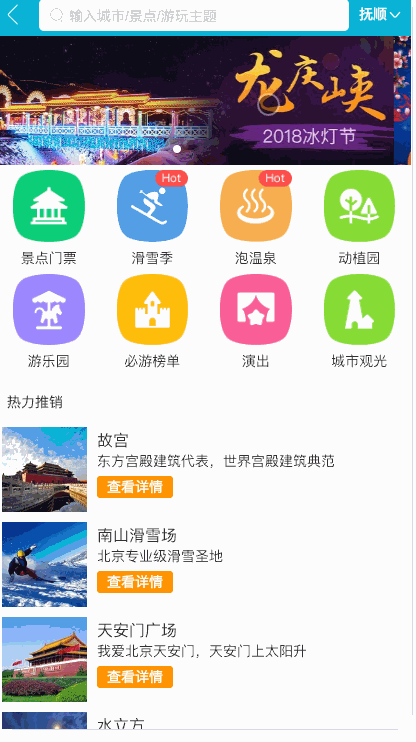 输入城市/景点/游玩主题
抚顺
龙庆峡
2018冰灯节
Hot
Hot
景点门票
滑雪季
泡温泉
动植园
游乐园
必游榜单
演出
城市观光
热力推销
故宫
东方宫殿建筑代表，世界宫殿建筑典范
查看详情
南山滑雪场
北京专业级滑雪圣地
查看详情
天安门广场
我爱北京天安门，天安门上太阳升
查看详情
水立方